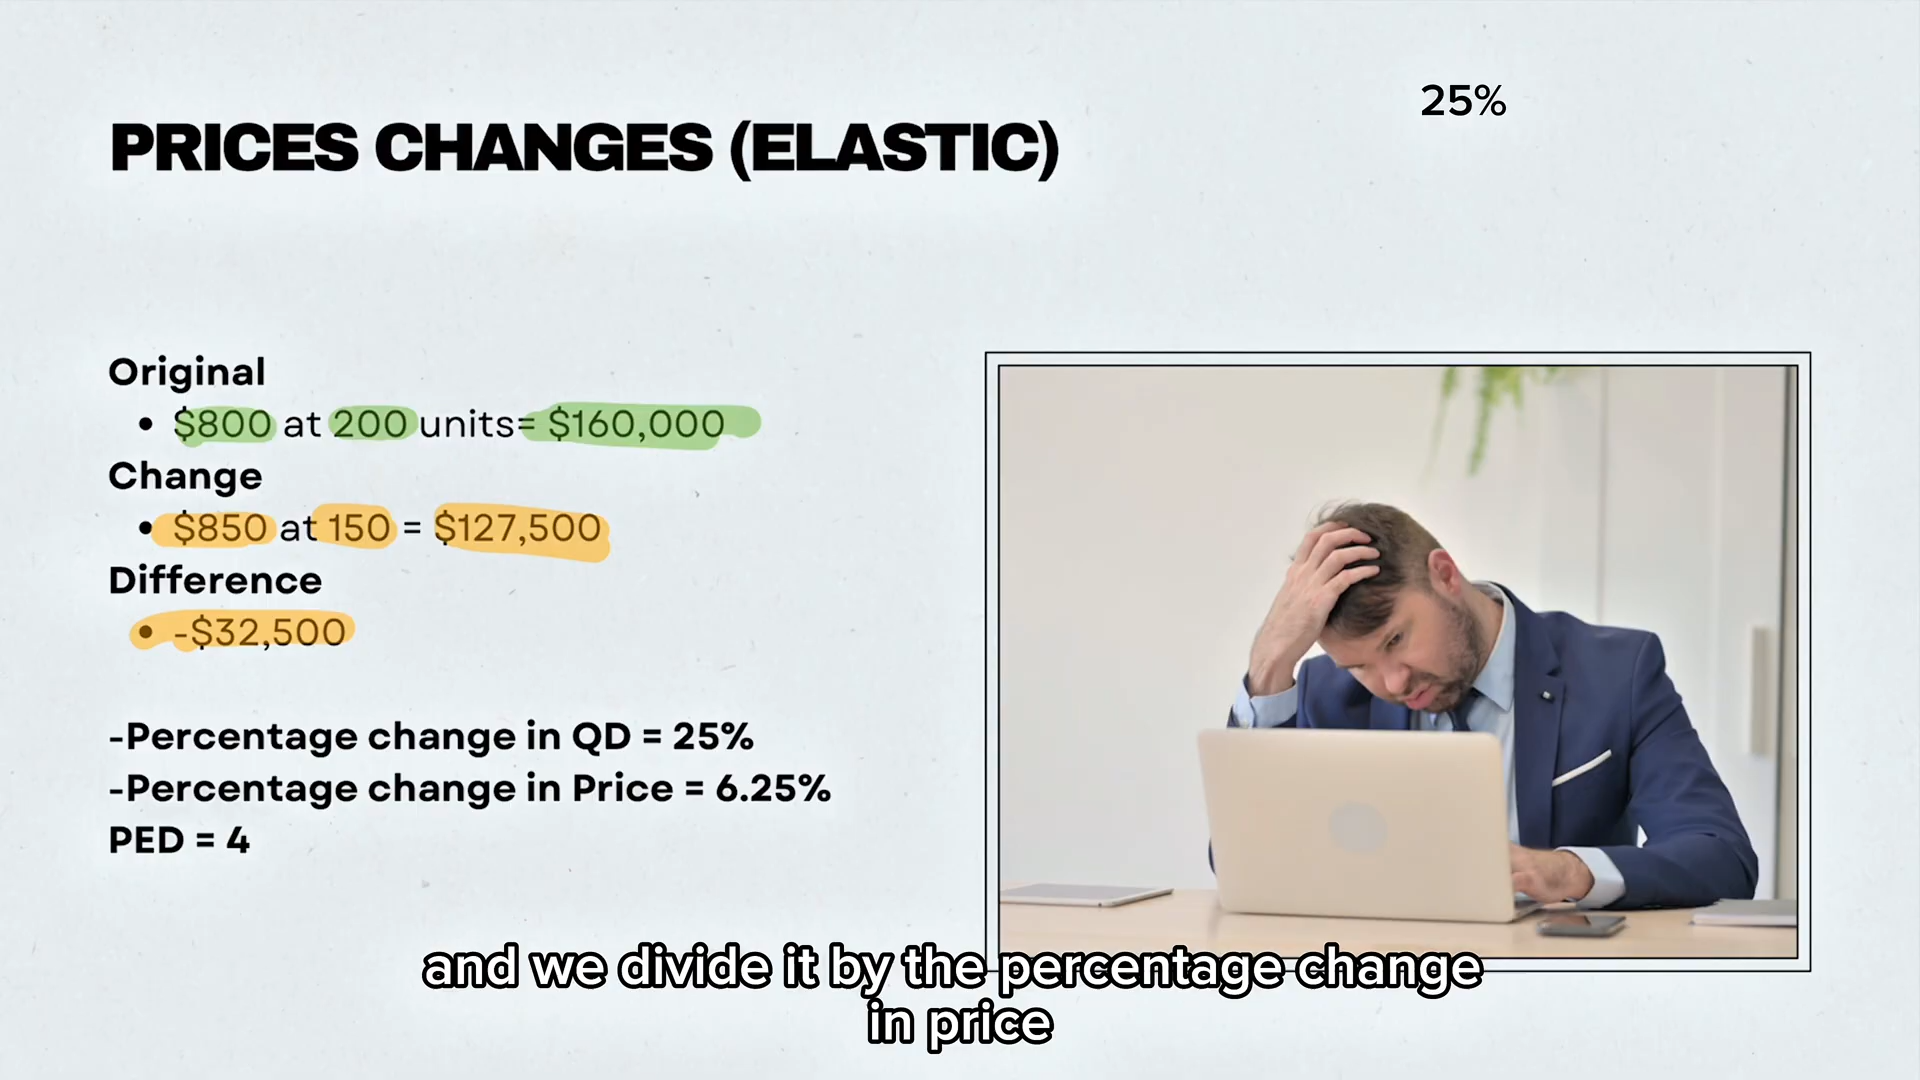 25%
PRICES CHANGES (ELASTIC)
Original
• $800 at 200 units= $160,000
Change
• $850 at 150 = $127,500
Difference
• -$32,500
-Percentage change in QD = 25%
-Percentage change in Price = 6.25%
PED = 4
and we divide it by the percentage change
in price